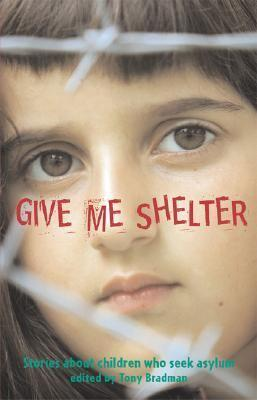 GIVE ME SHELTER
Stories about children who seek asylum
edited by Tony Bradman